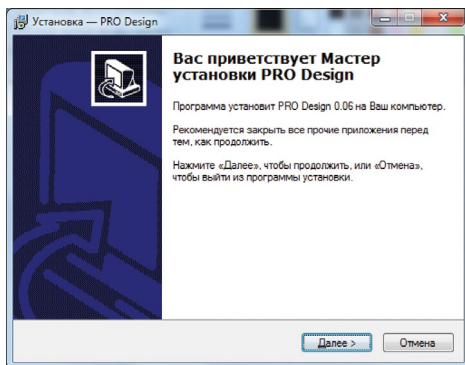 Установка — PRO Design
Вас приветствует Мастер
установки PRO Design
Программа установит PRO Design 0.06 на Ваш компьютер.
Рекомендуется закрыть все прочие приложения перед
тем, как продолжить.
Нажмите «Далее», чтобы продолжить, или «Отмена»,
чтобы выйти из программы установки.
Далее >
Отмена